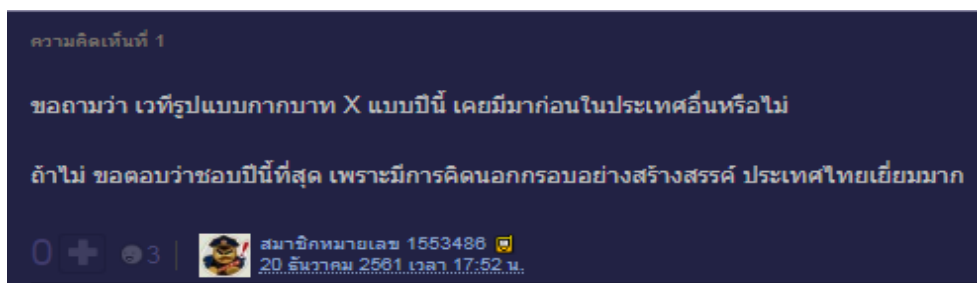 ความคิดเห็นที่ 1
ขอถามว่า เวทีรูปแบบกากบาท X แบบปีนี้ เคยมีมาก่อนในประเทศอื่นหรือไม่
ถ้าไม่ ขอตอบว่าชอบปีนี้ที่สุด เพราะมีการคิดนอกกรอบอย่างสร้างสรรค์ ประเทศไทยเยี่ยมมาก
0 3
สมาชิกหมายเลข 1553486
20 ธันวาคม 2561 เวลา 17:52 น.